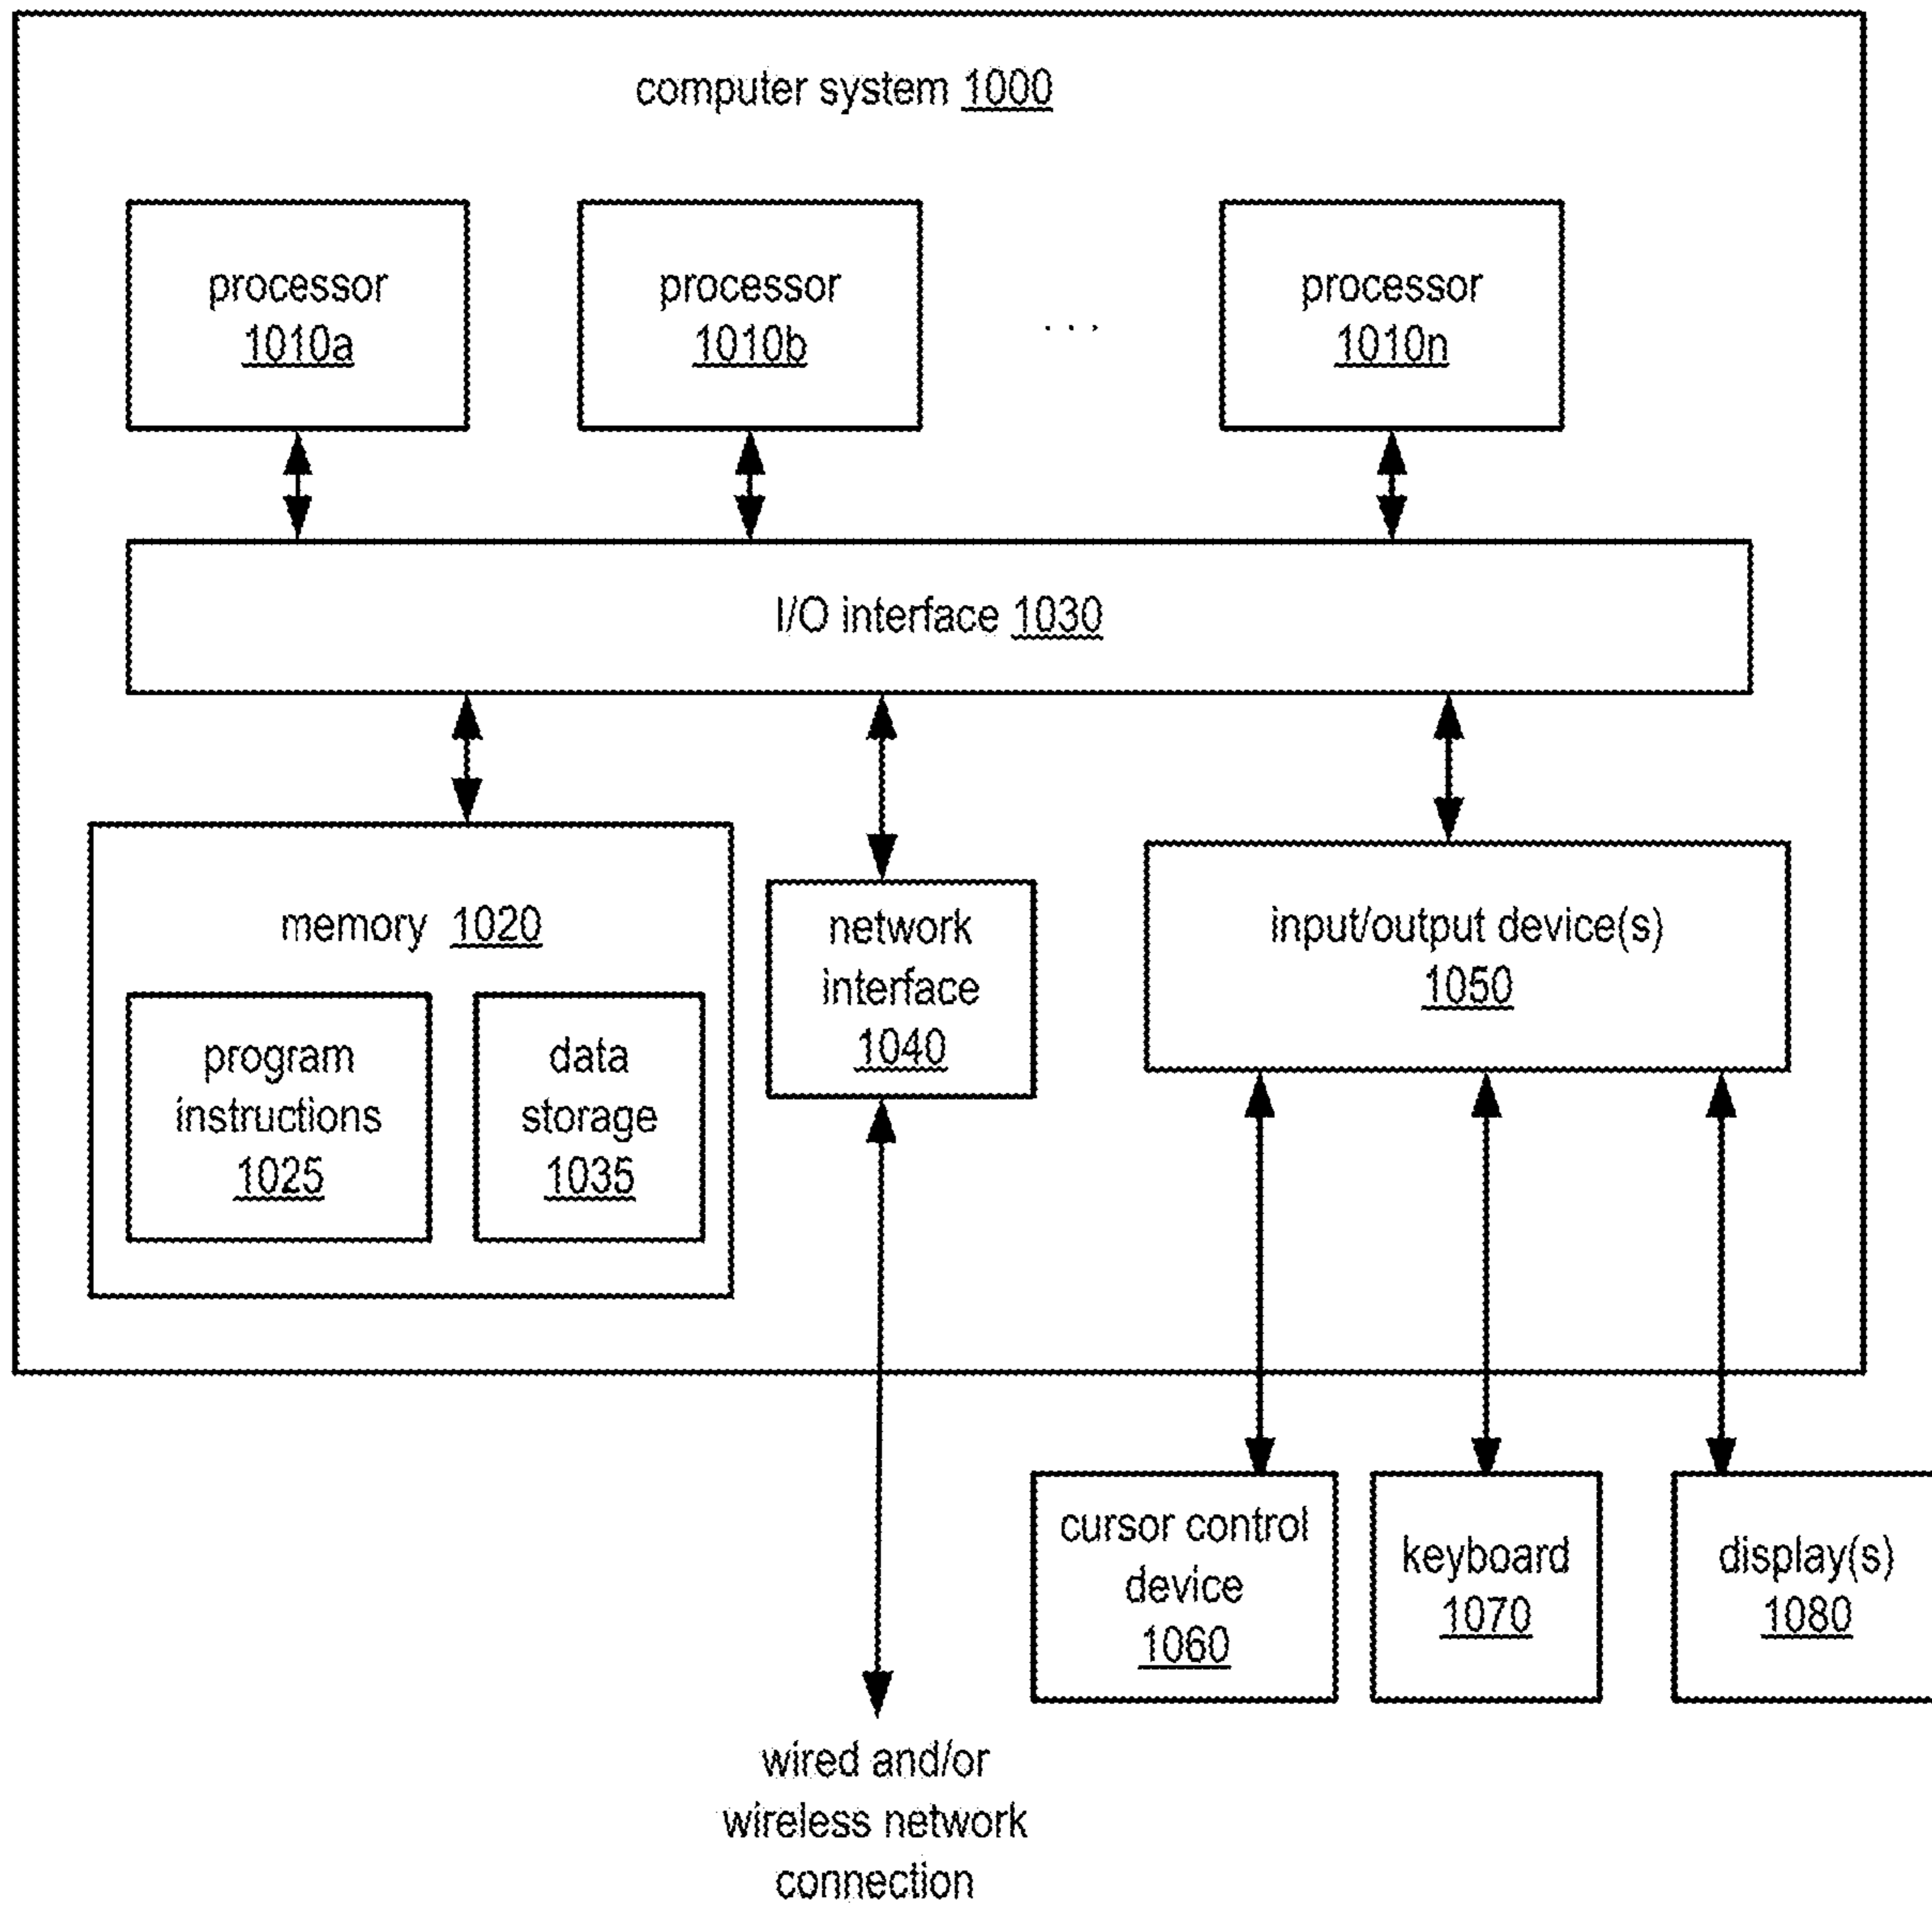 computer system 1000
processor
1010a
processor
1010b
. . .
processor
1010n
I/O interface 1030
memory 1020
program
instructions
1025
data
storage
1035
network
interface
1040
input/output device(s)
1050
cursor control
device
1060
keyboard
1070
display(s)
1080
wired and/or
wireless network
connection